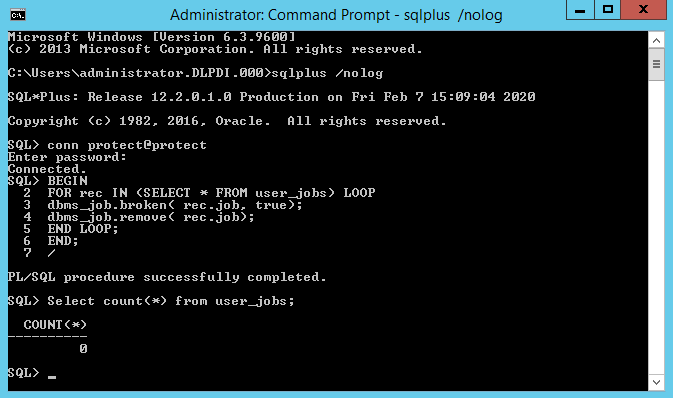 Administrator: Command Prompt - sqlplus /nolog
Microsoft Windows [Version 6.3.9600]
(c) 2013 Microsoft Corporation. All rights reserved.
C:\Users\administrator.DLPDI.000>sqlplus /nolog
SQL*Plus: Release 12.2.0.1.0 Production on Fri Feb 7 15:09:04 2020
Copyright (c) 1982, 2016, Oracle.  All rights reserved.
SQL> conn protect@protect
Enter password:
Connected.
SQL> BEGIN
  2  FOR rec IN (SELECT * FROM user_jobs) LOOP
  3  dbms_job.broken( rec.job, true);
  4  dbms_job.remove( rec.job);
  5  END LOOP;
  6  END;
  7  /
PL/SQL procedure successfully completed.
SQL> Select count(*) from user_jobs;
  COUNT(*)
----------
         0
SQL> _